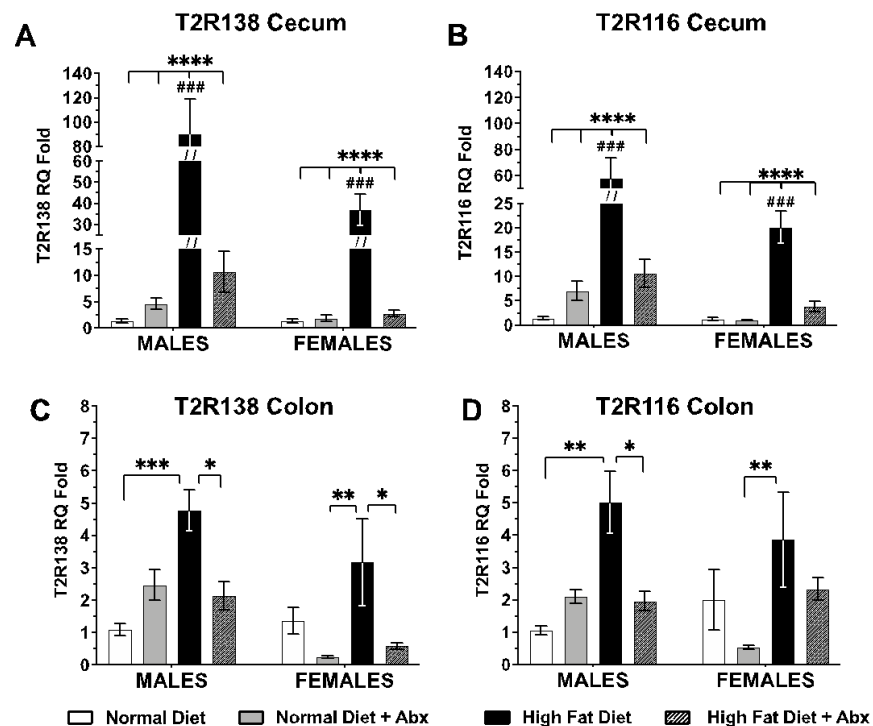 A
T2R138 Cecum
****
###
****
###
T2R138 RQ Fold
140
120
100
80
60
50
40
30
15
10
5
0
//
//
//
MALES
FEMALES
B
T2R116 Cecum
****
###
****
###
T2R116 RQ Fold
140
120
100
80
60
25
20
15
10
5
0
//
MALES
FEMALES
C
T2R138 Colon
***
*
**
*
T2R138 RQ Fold
8
7
6
5
4
3
2
1
0
MALES
FEMALES
D
T2R116 Colon
**
*
**
T2R116 RQ Fold
8
7
6
5
4
3
2
1
0
MALES
FEMALES
Normal Diet
Normal Diet + Abx
High Fat Diet
High Fat Diet + Abx